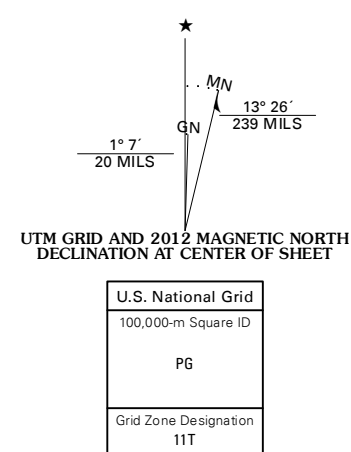 ★
MN
13° 26´
239 MILS
GN
1° 7´
20 MILS
UTM GRID AND 2012 MAGNETIC NORTH
DECLINATION AT CENTER OF SHEET
U.S. National Grid
100,000-m Square ID
PG
Grid Zone Designation
11T